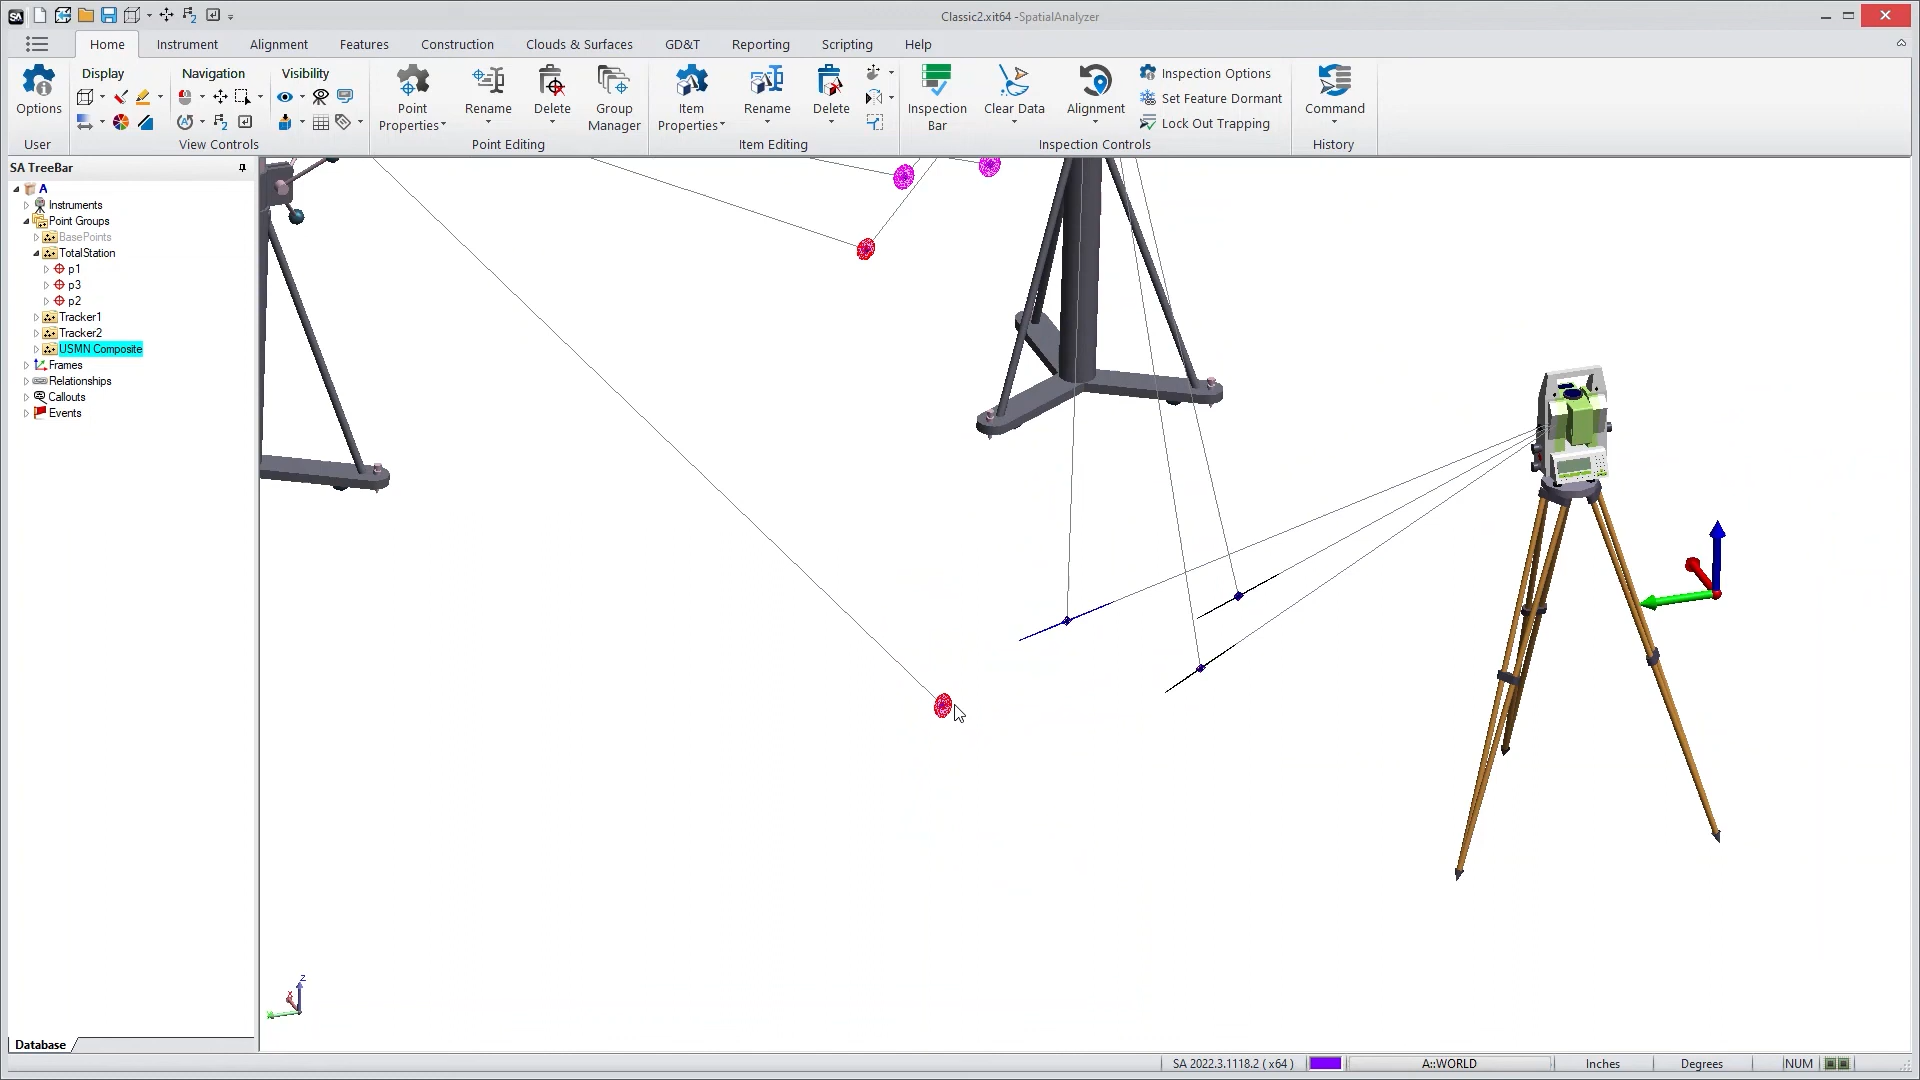 SA
Classic2.xit64 - SpatialAnalyzer
Home
Instrument
Alignment
Features
Construction
Clouds & Surfaces
GD&T
Reporting
Scripting
Help
Options
User
Display
Navigation
Visibility
View Controls
Point Properties
Rename
Delete
Group Manager
Point Editing
Item Properties
Rename
Delete
Item Editing
Inspection Bar
Clear Data
Alignment
Inspection Options
Set Feature Dormant
Lock Out Trapping
Inspection Controls
Command
History
SA TreeBar
A
Instruments
Point Groups
BasePoints
TotalStation
p1
p3
p2
Tracker1
Tracker2
USMN Composite
Frames
Relationships
Callouts
Events
Z
Database
SA 2022.3.1118.2 ( x64 )
A::WORLD
Inches
Degrees
NUM